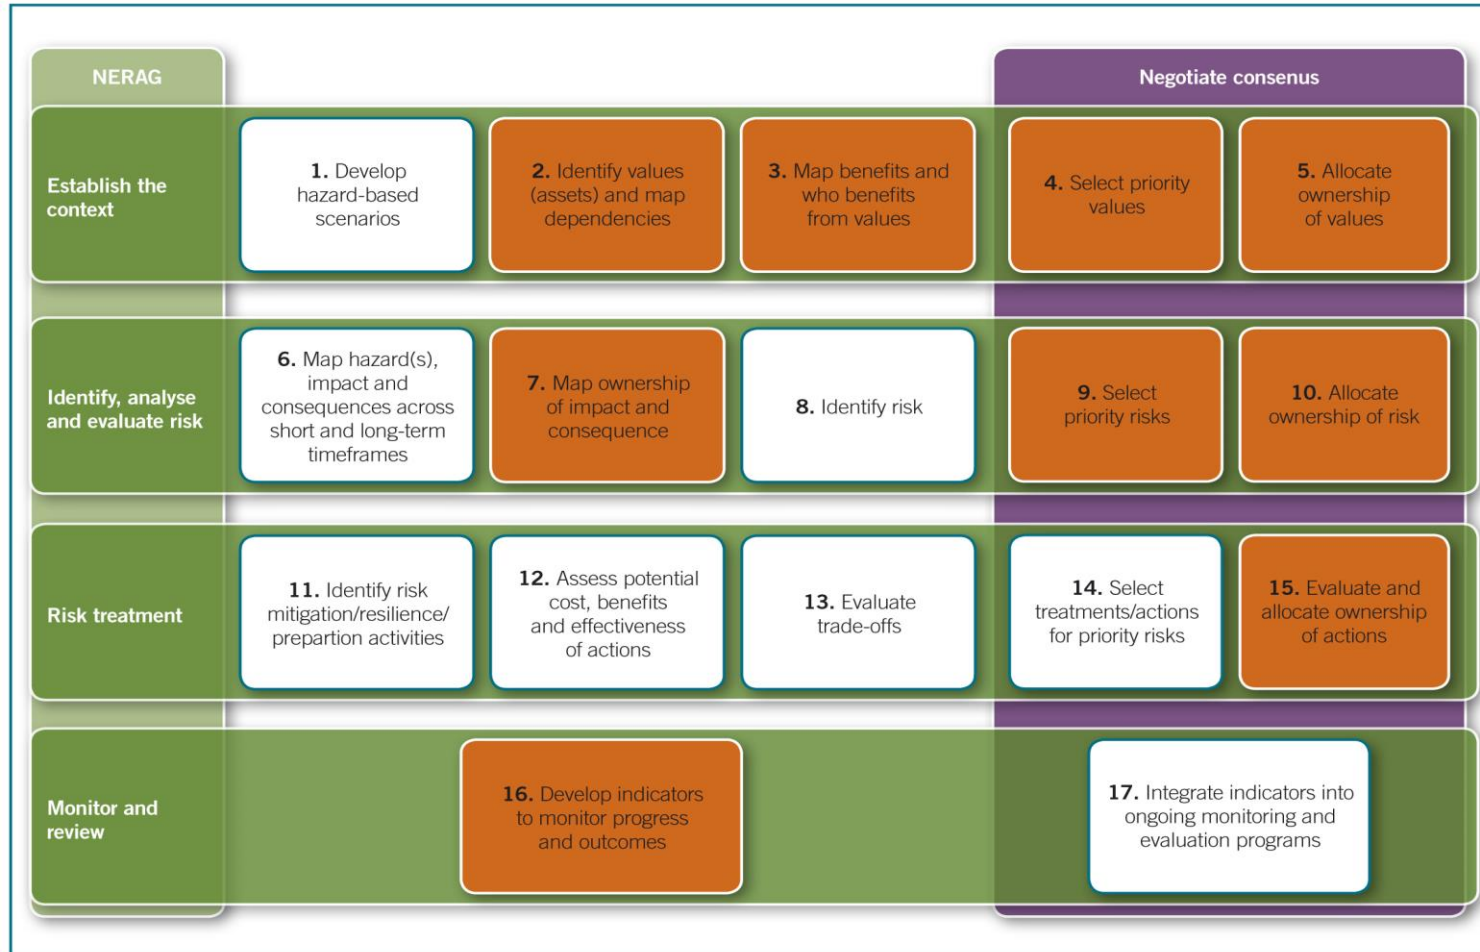 NERAG
Negotiate consenus
Establish the
context
1. Develop
hazard-based
scenarios
2. Identify values
(assets) and map
dependencies
3. Map benefits and
who benefits
from values
4. Select priority
values
5. Allocate
ownership
of values
Identify, analyse
and evaluate risk
6. Map hazard(s),
impact and
consequences across
short and long-term
timeframes
7. Map ownership
of impact and
consequence
8. Identify risk
9. Select
priority risks
10. Allocate
ownership of risk
Risk treatment
11. Identify risk
mitigation/resilience/
prepartion activities
12. Assess potential
cost, benefits
and effectiveness
of actions
13. Evaluate
trade-offs
14. Select
treatments/actions
for priority risks
15. Evaluate and
allocate ownership
of actions
Monitor and
review
16. Develop indicators
to monitor progress
and outcomes
17. Integrate indicators into
ongoing monitoring and
evaluation programs